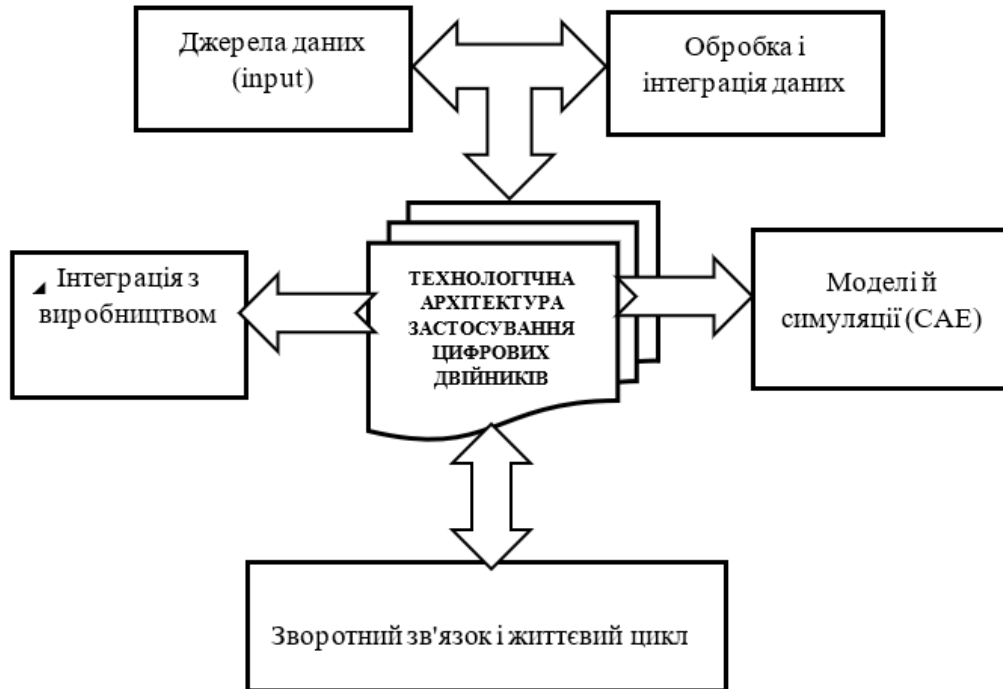 Джерела даних
(input)
Обробка і
інтеграція даних
Інтеграція з
виробництвом
ТЕХНОЛОГІЧНА
АРХІТЕКТУРА
ЗАСТОСУВАННЯ
ЦИФРОВИХ
ДВІЙНИКІВ
Моделі й
симуляції (CAE)
Зворотний зв'язок і життєвий цикл